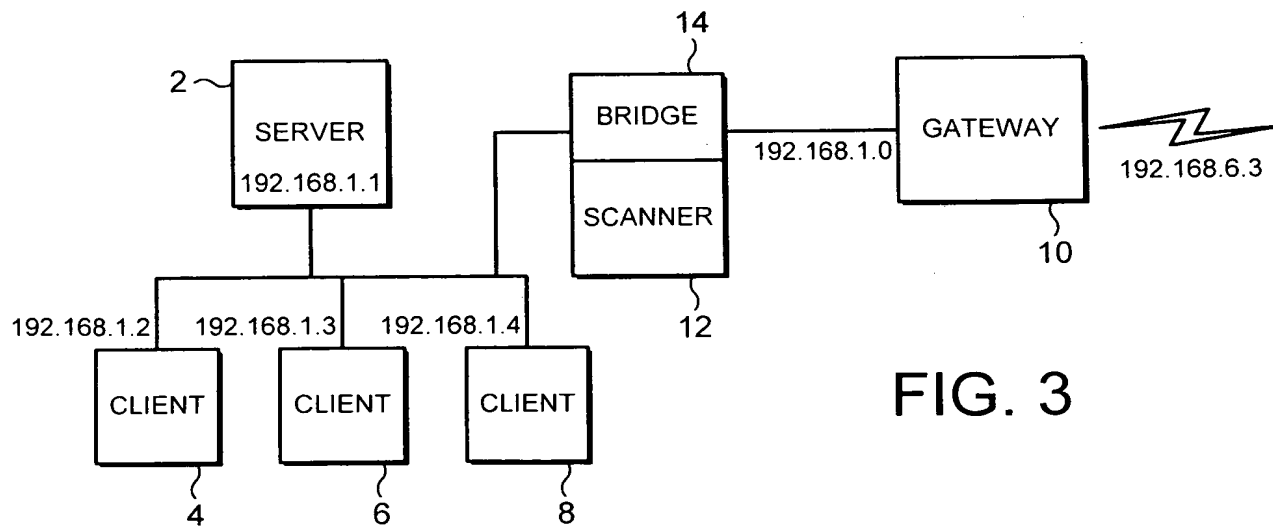 14
2
SERVER
192.168.1.1
BRIDGE
SCANNER
192.168.1.0
GATEWAY
192.168.6.3
10
12
192.168.1.2
192.168.1.3
192.168.1.4
CLIENT
CLIENT
CLIENT
4
6
8
FIG. 3